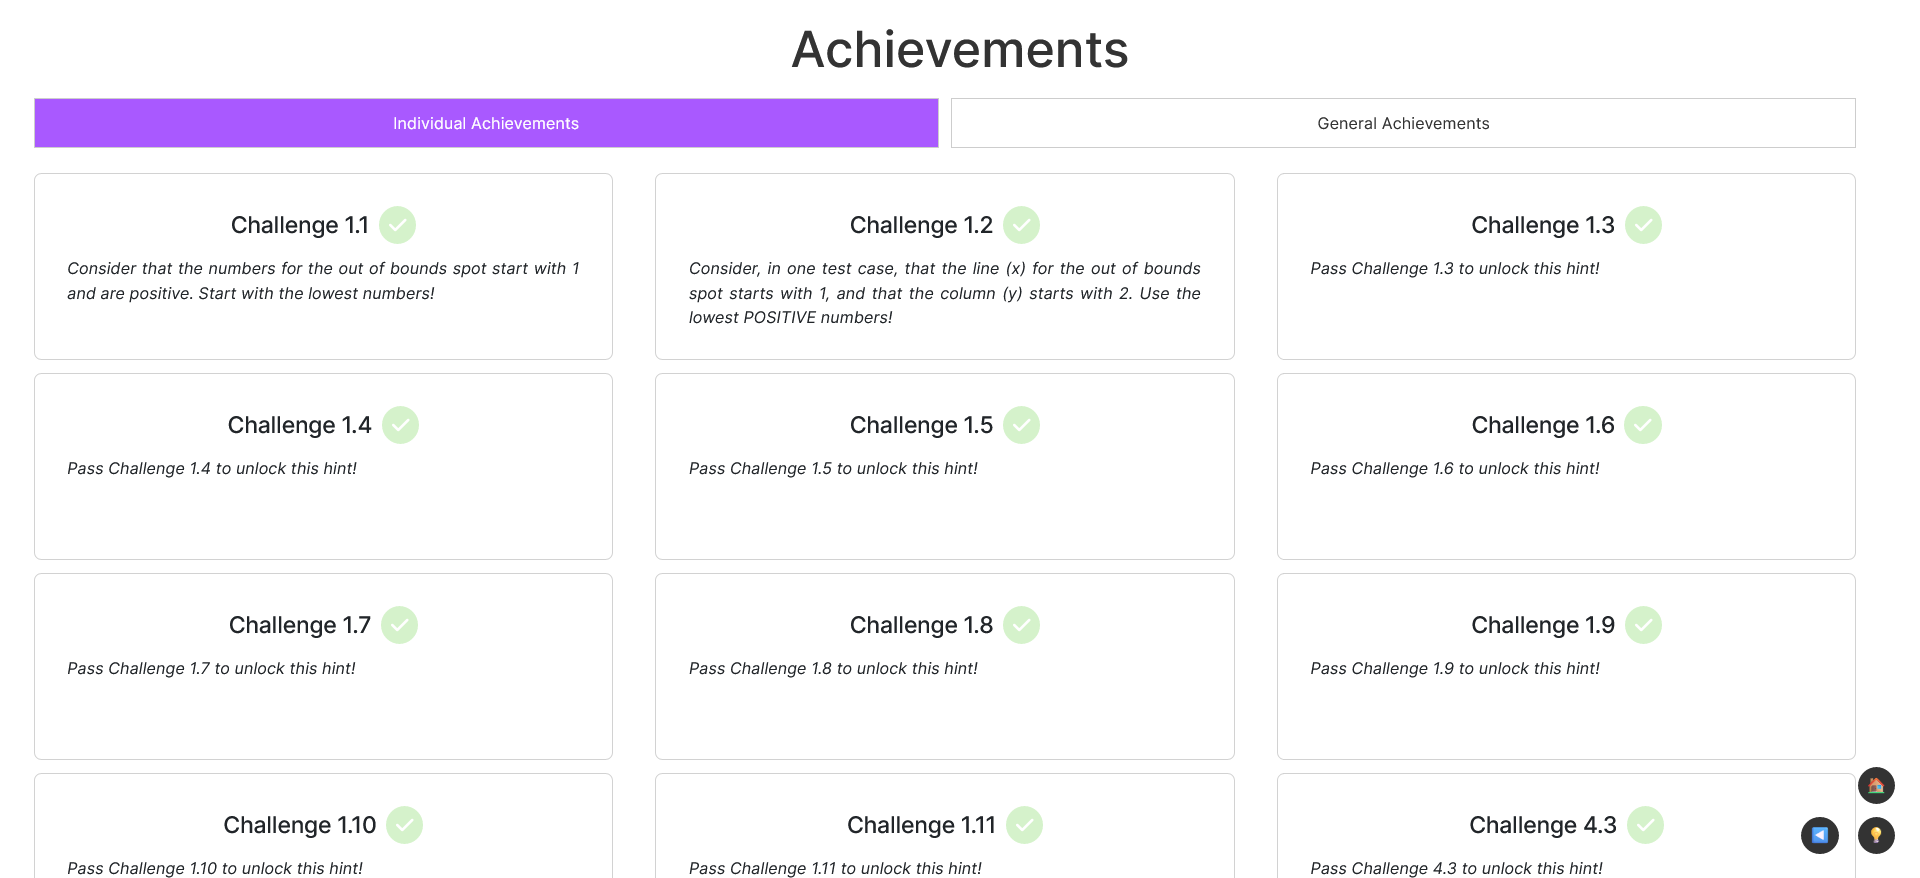 Achievements
Individual Achievements
General Achievements
Challenge 1.1
Consider that the numbers for the out of bounds spot start with 1
and are positive. Start with the lowest numbers!
Challenge 1.2
Consider, in one test case, that the line (x) for the out of bounds
spot starts with 1, and that the column (y) starts with 2. Use the
lowest POSITIVE numbers!
Challenge 1.3
Pass Challenge 1.3 to unlock this hint!
Challenge 1.4
Pass Challenge 1.4 to unlock this hint!
Challenge 1.5
Pass Challenge 1.5 to unlock this hint!
Challenge 1.6
Pass Challenge 1.6 to unlock this hint!
Challenge 1.7
Pass Challenge 1.7 to unlock this hint!
Challenge 1.8
Pass Challenge 1.8 to unlock this hint!
Challenge 1.9
Pass Challenge 1.9 to unlock this hint!
Challenge 1.10
Pass Challenge 1.10 to unlock this hint!
Challenge 1.11
Pass Challenge 1.11 to unlock this hint!
Challenge 4.3
Pass Challenge 4.3 to unlock this hint!